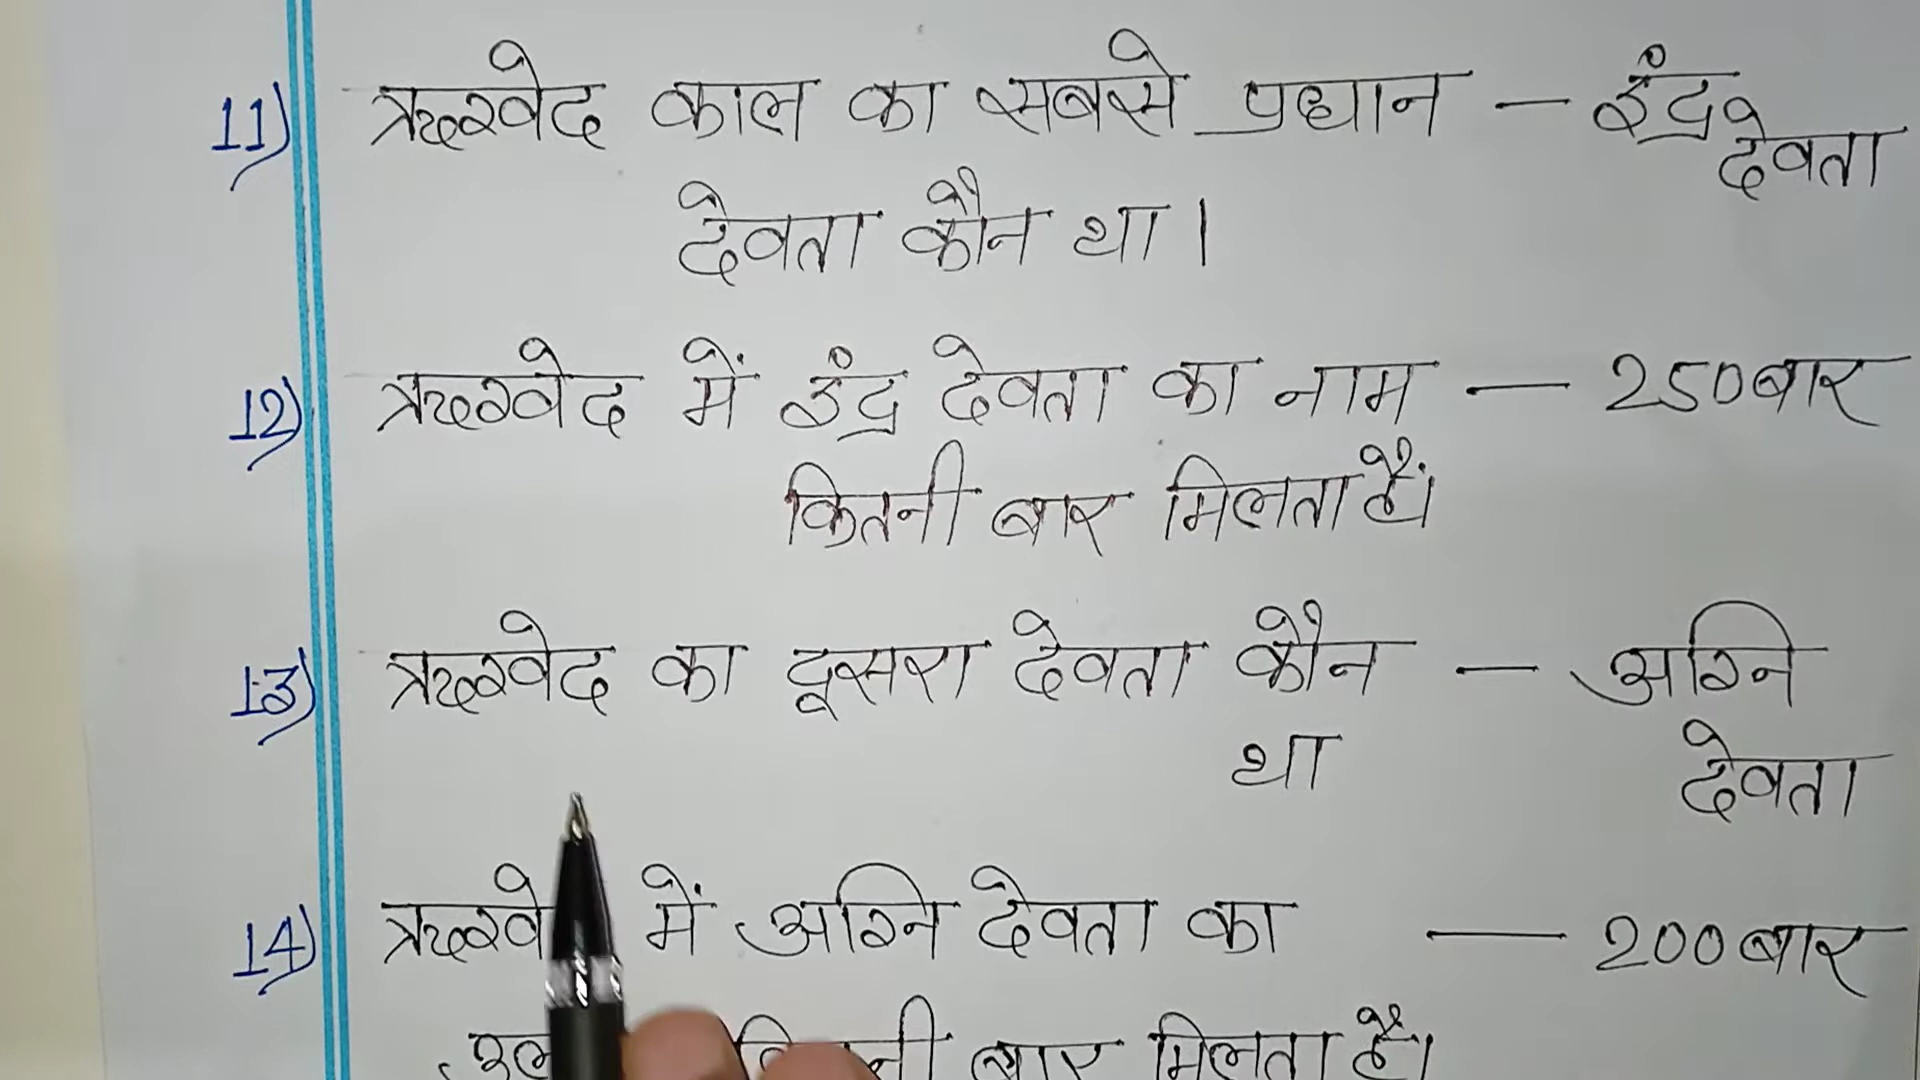 11) ऋग्वेद काल का सबसे प्रधान — इंद्र देवता
देवता कौन था।
12) ऋग्वेद में इंद्र देवता का नाम — 250 बार
कितनी बार मिलता हैं।
13) ऋग्वेद का दूसरा देवता कौन — अग्नि
था देवता
14) में अग्नि देवता का — 200 बार
बार मिलता हैं।